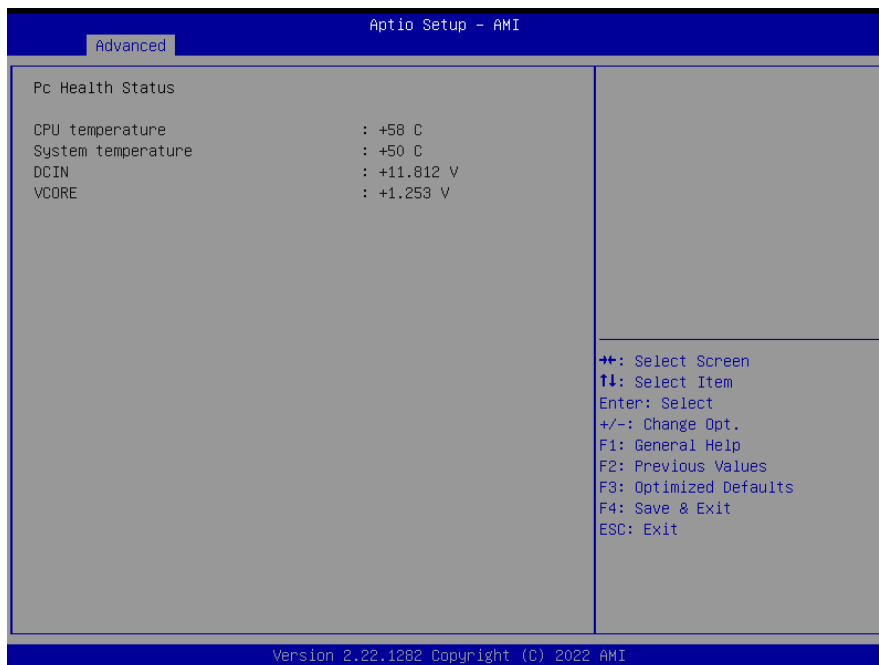 Aptio Setup – AMI
Advanced
Pc Health Status
CPU temperature : +58 C
System temperature : +50 C
DCIN : +11.812 V
VCORE : +1.253 V
→←: Select Screen
↑↓: Select Item
Enter: Select
+/-: Change Opt.
F1: General Help
F2: Previous Values
F3: Optimized Defaults
F4: Save & Exit
ESC: Exit
Version 2.22.1282 Copyright (C) 2022 AMI